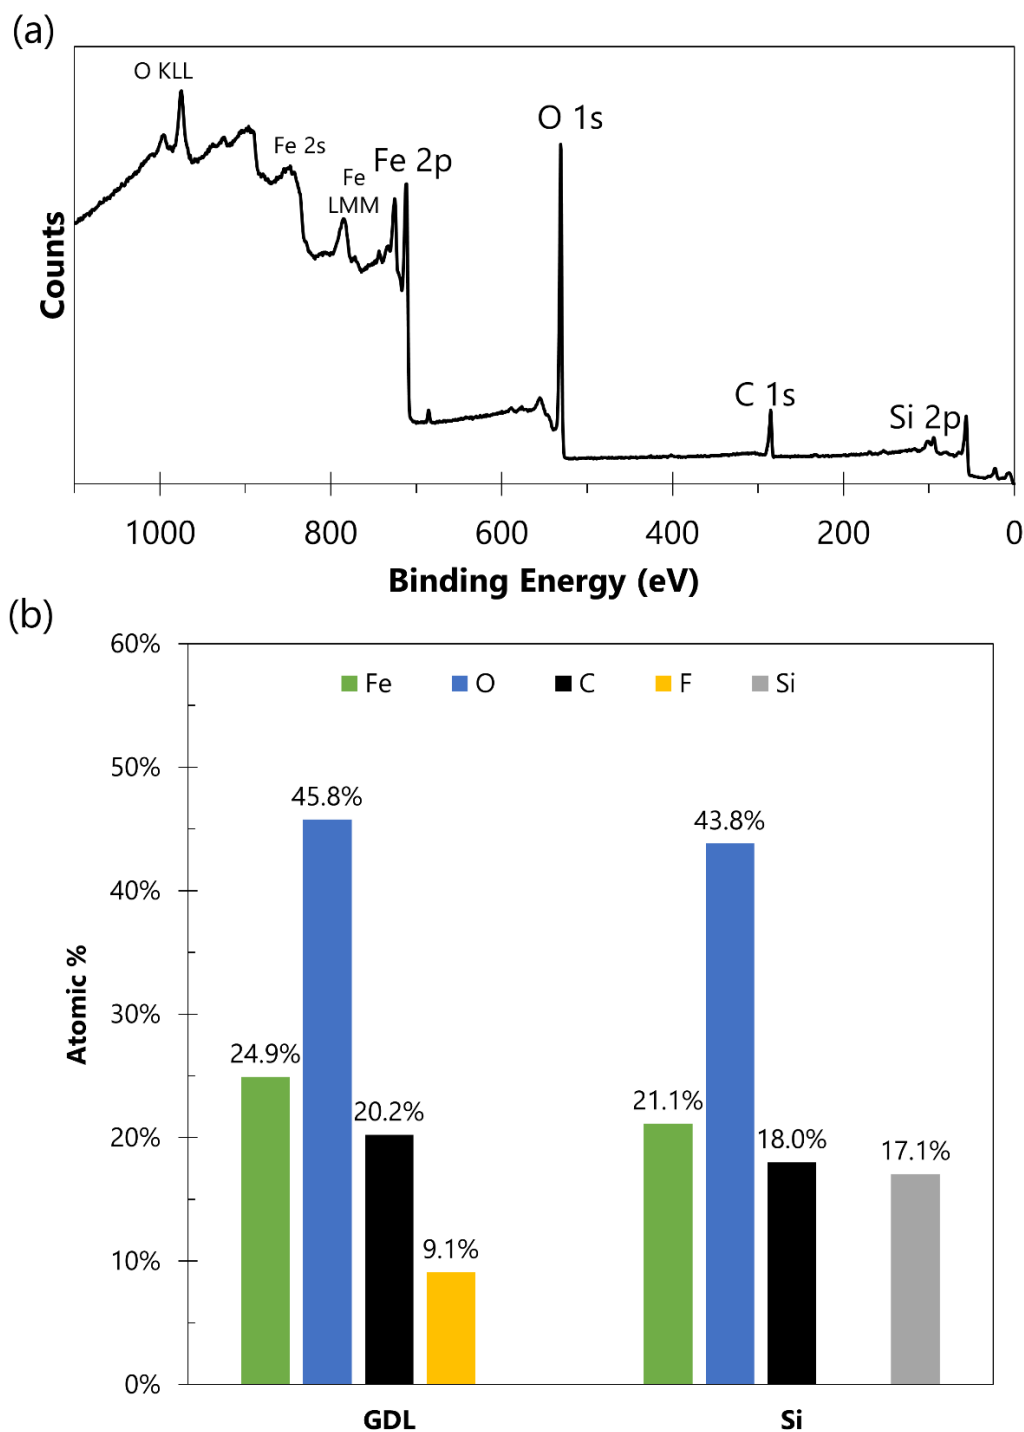 (a)
O KLL
Fe 2s
Fe
LMM
Fe 2p
O 1s
C 1s
Si 2p
Counts
1000 800 600 400 200 0
Binding Energy (eV)
(b)
60%
50%
40%
30%
20%
10%
0%
Atomic %
Fe O C F Si
24.9%
45.8%
20.2%
9.1%
21.1%
43.8%
18.0%
17.1%
GDL Si